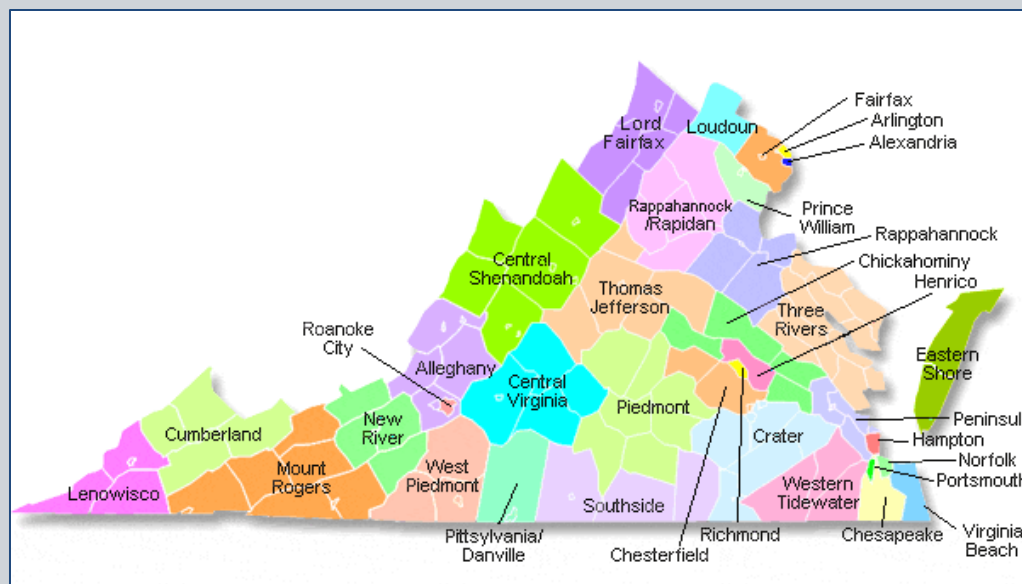 Fairfax
Arlington
Alexandria
Lord
Fairfax
Loudoun
Prince
William
Rappahannock
/Rapidan
Rappahannock
Chickahominy
Henrico
Central
Shenandoah
Thomas
Jefferson
Three
Rivers
Eastern
Shore
Roanoke
City
Alleghany
Central
Virginia
Piedmont
Cumberland
New
River
Crater
Peninsul
Hampton
Norfolk
Portsmouth
Lenowisco
Mount
Rogers
West
Piedmont
Western
Tidewater
Southside
Pittsylvania/
Danville
Chesterfield
Richmond
Chesapeake
Virginia
Beach